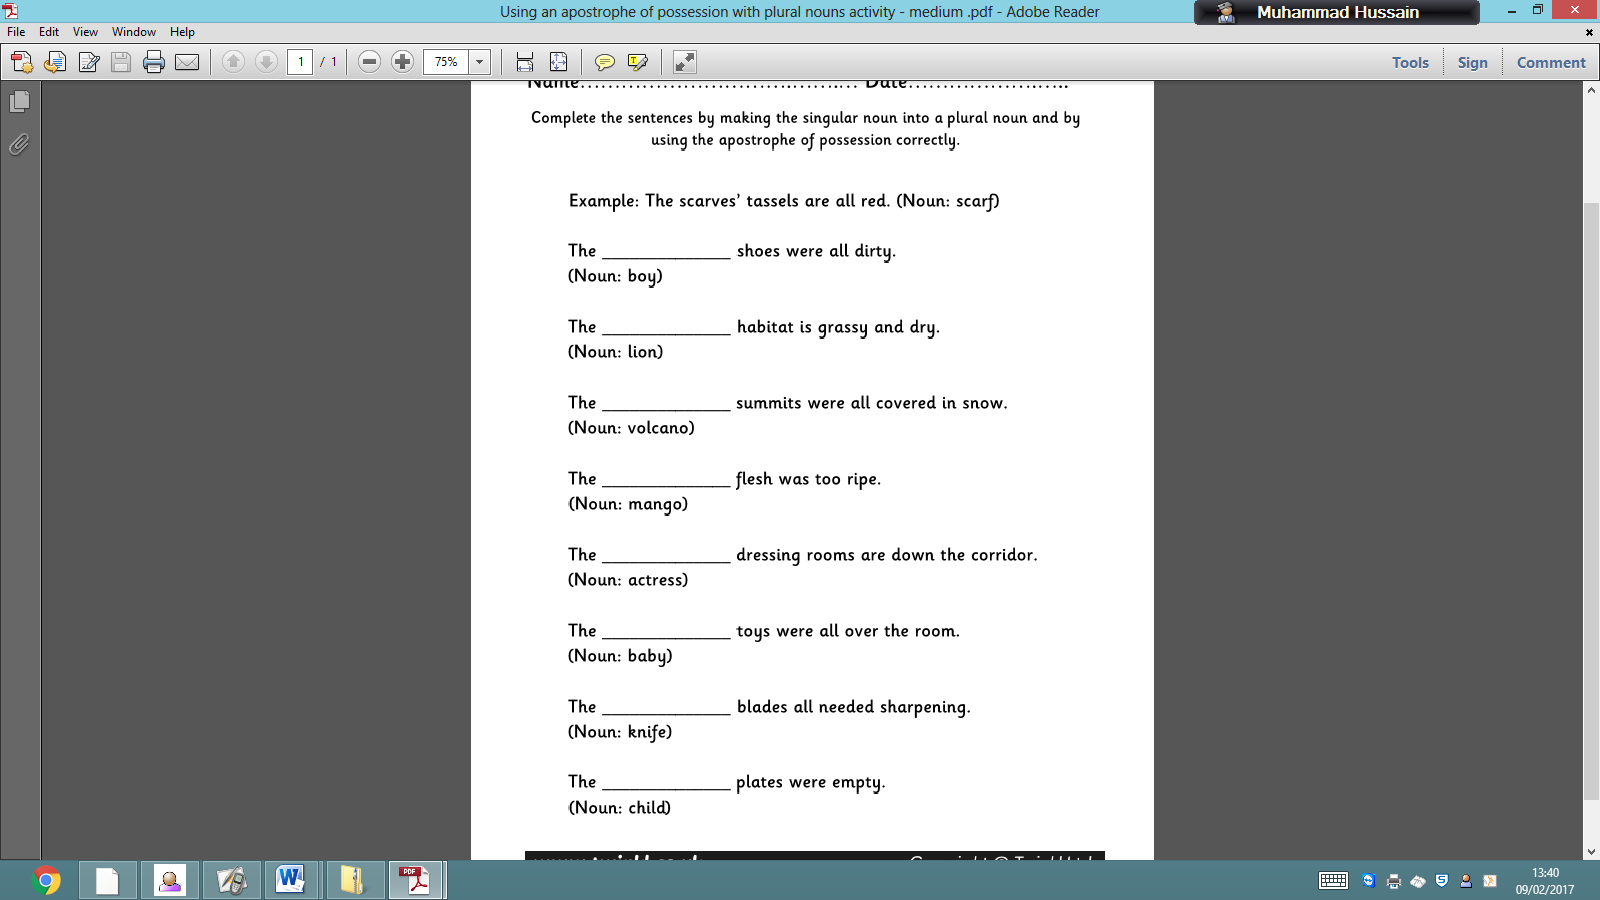 Using an apostrophe of possession with plural nouns activity - medium .pdf - Adobe Reader
Muhammad Hussain
File Edit View Window Help
1 / 1 75% Tools Sign Comment
Name……………………………………… Date…………………………..
Complete the sentences by making the singular noun into a plural noun and by
using the apostrophe of possession correctly.
Example: The scarves’ tassels are all red. (Noun: scarf)
The ______________ shoes were all dirty.
(Noun: boy)
The ______________ habitat is grassy and dry.
(Noun: lion)
The ______________ summits were all covered in snow.
(Noun: volcano)
The ______________ flesh was too ripe.
(Noun: mango)
The ______________ dressing rooms are down the corridor.
(Noun: actress)
The ______________ toys were all over the room.
(Noun: baby)
The ______________ blades all needed sharpening.
(Noun: knife)
The ______________ plates were empty.
(Noun: child)
PDF
13:40
09/02/2017